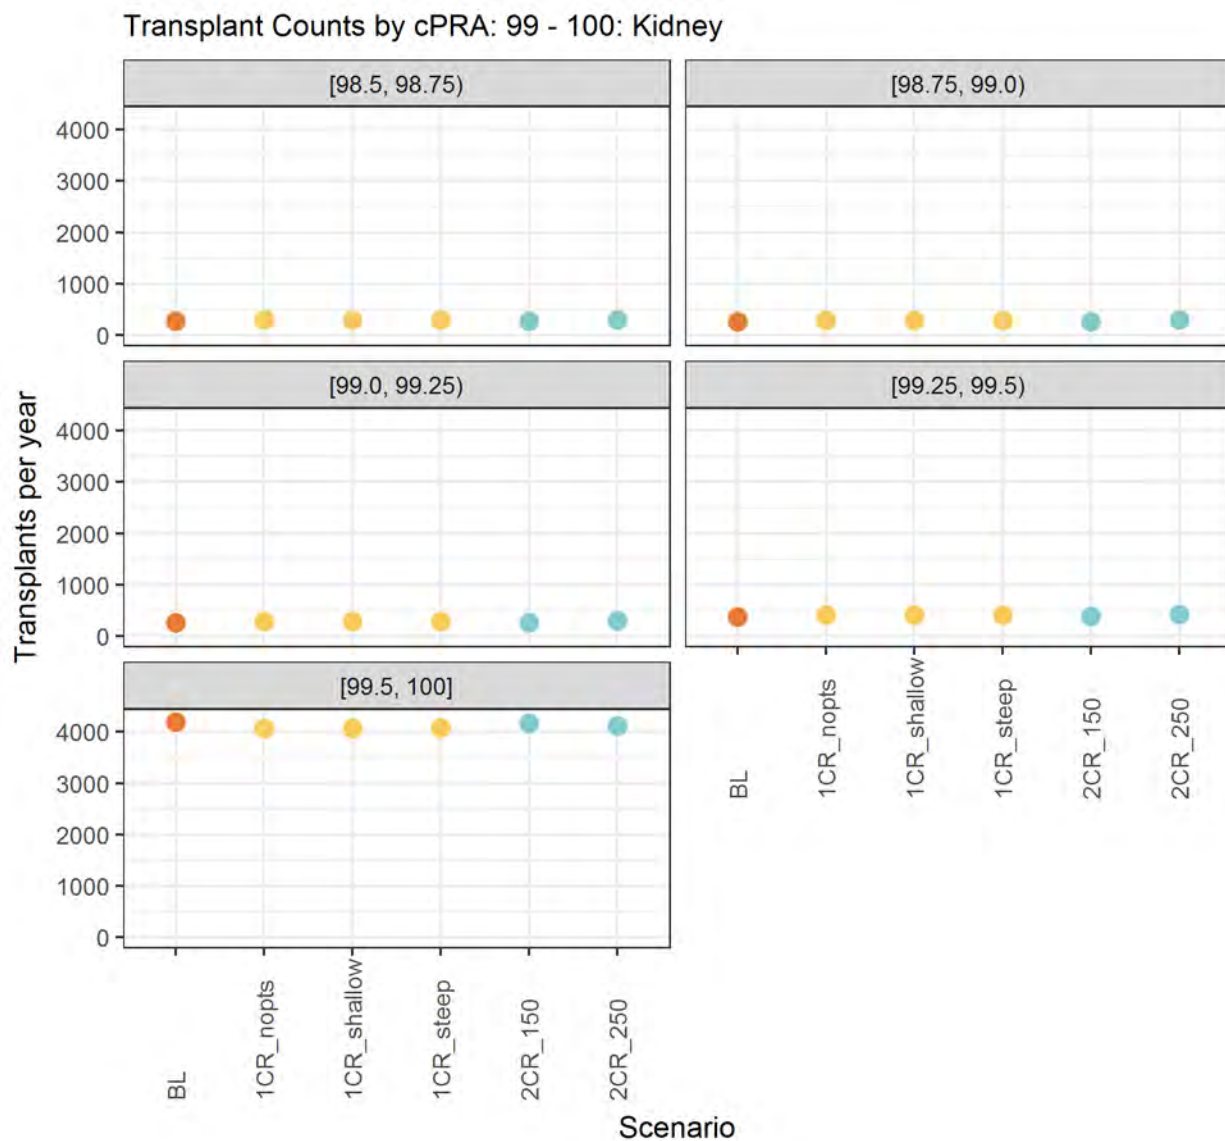 Transplant Counts by cPRA: 99 - 100: Kidney
[98.5, 98.75)
[98.75, 99.0)
4000
3000
2000
1000
0
[99.0, 99.25)
[99.25, 99.5)
4000
3000
2000
1000
0
Transplants per year
[99.5, 100]
4000
3000
2000
1000
0
BL
1CR_nopts
1CR_shallow
1CR_steep
2CR_150
2CR_250
BL
1CR_nopts
1CR_shallow
1CR_steep
2CR_150
2CR_250
Scenario